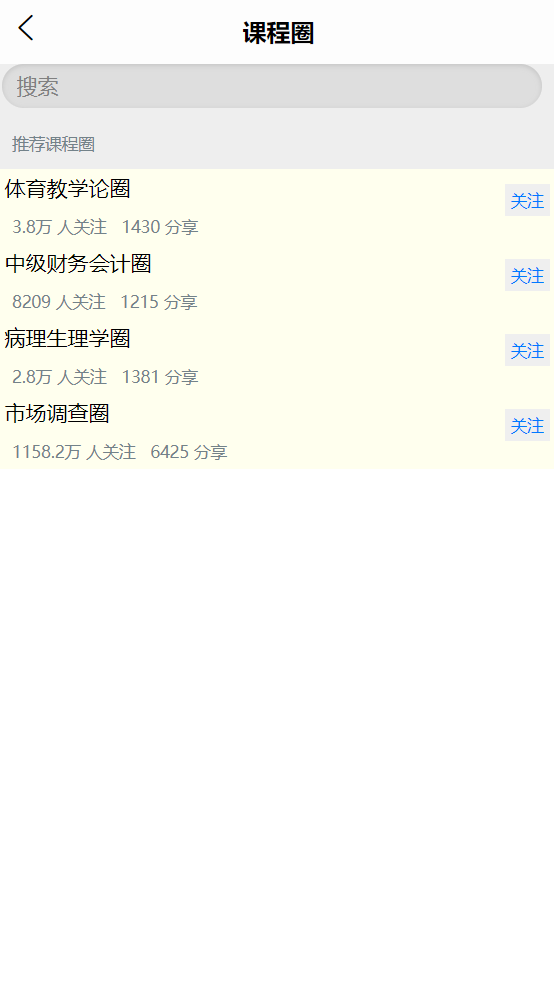 课程圈
搜索
推荐课程圈
体育教学论圈
关注
3.8万 人关注 1430 分享
中级财务会计圈
关注
8209 人关注 1215 分享
病理生理学圈
关注
2.8万 人关注 1381 分享
市场调查圈
关注
1158.2万 人关注 6425 分享